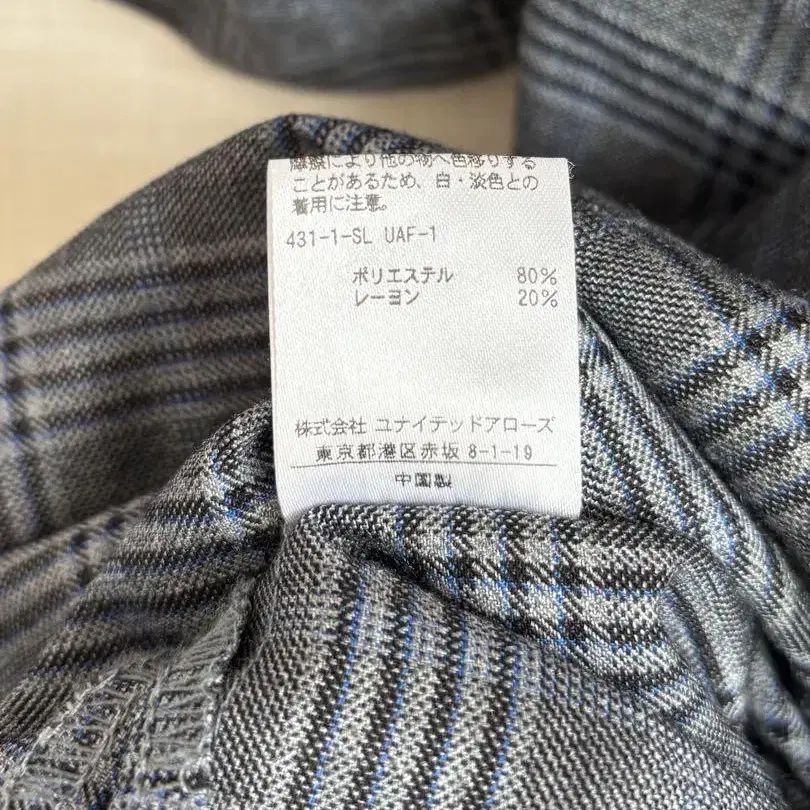 摩擦により他の物へ色移りする
ことがあるため、白・淡色との
着用に注意。
431-1-SL UAF-1
ポリエステル 80%
レーヨン 20%
株式会社 ユナイテッドアローズ
東京都港区赤坂 8-1-19
中国製